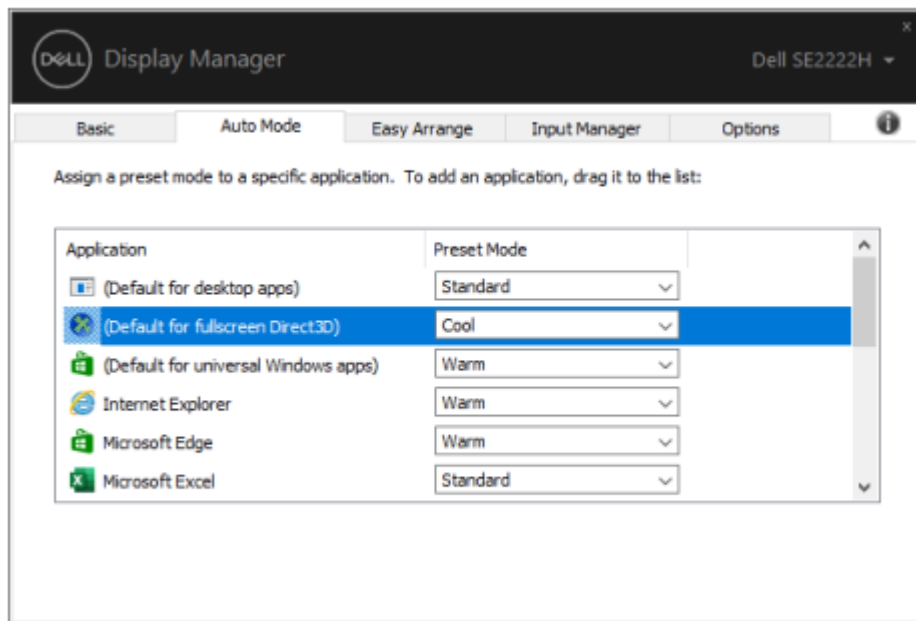 DELL Display Manager
Dell SE2222H
Basic Auto Mode Easy Arrange Input Manager Options
Assign a preset mode to a specific application. To add an application, drag it to the list:
Application Preset Mode
(Default for desktop apps) Standard
(Default for fullscreen Direct3D) Cool
(Default for universal Windows apps) Warm
Internet Explorer Warm
Microsoft Edge Warm
Microsoft Excel Standard